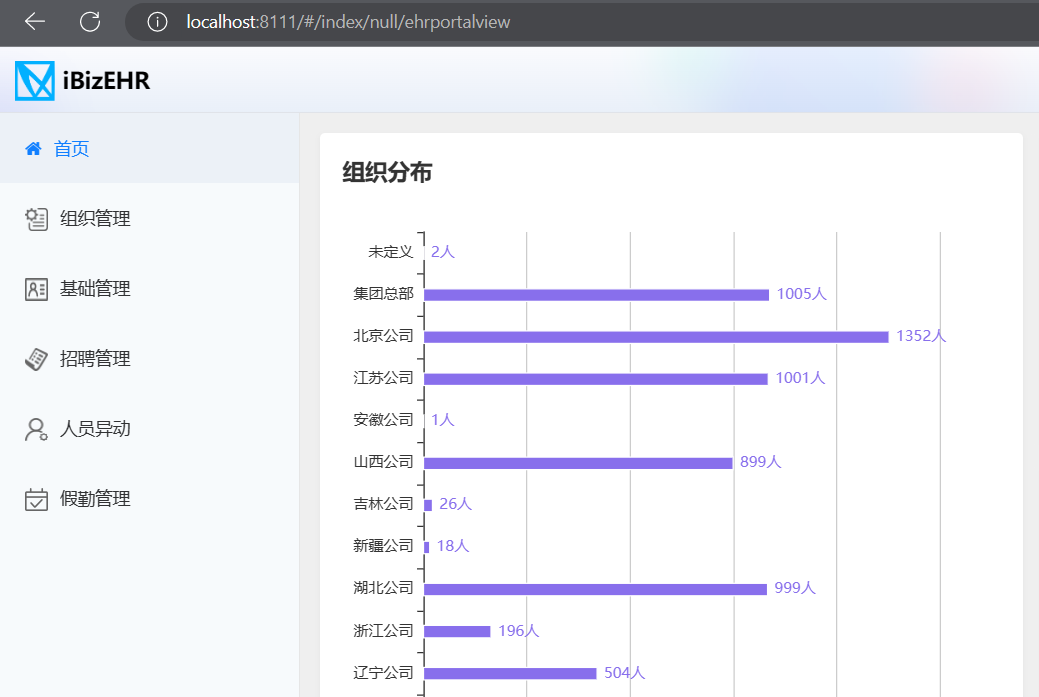 localhost:8111/#/index/null/ehrportalview
iBizEHR
首页
组织管理
基础管理
招聘管理
人员异动
假勤管理
组织分布
未定义 2人
集团总部 1005人
北京公司 1352人
江苏公司 1001人
安徽公司 1人
山西公司 899人
吉林公司 26人
新疆公司 18人
湖北公司 999人
浙江公司 196人
辽宁公司 504人